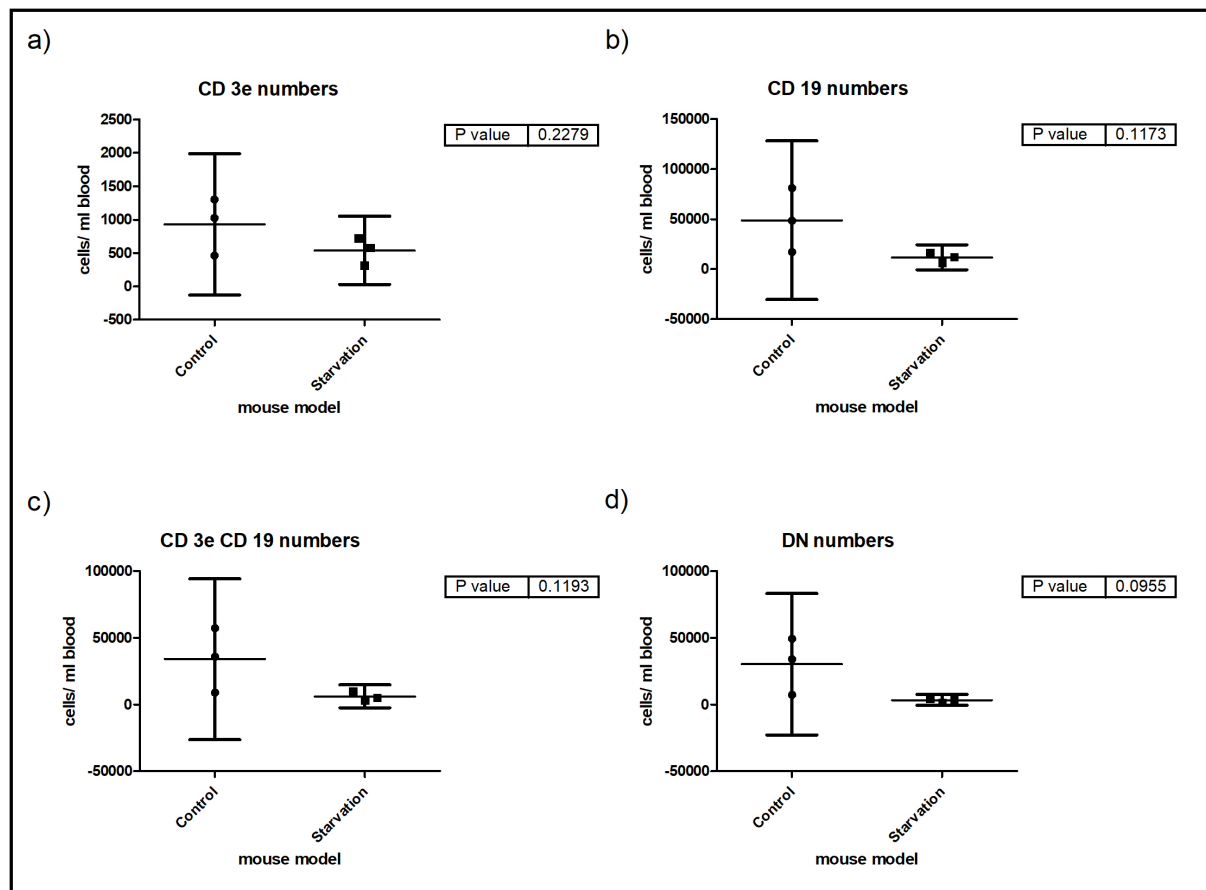 a)
CD 3e numbers
P value 0.2279
2500
2000
1500
1000
500
0
-500
cells/ ml blood
Control
Starvation
mouse model
b)
CD 19 numbers
P value 0.1173
150000
100000
50000
0
-50000
cells/ ml blood
Control
Starvation
mouse model
c)
CD 3e CD 19 numbers
P value 0.1193
100000
50000
0
-50000
cells/ ml blood
Control
Starvation
mouse model
d)
DN numbers
P value 0.0955
100000
50000
0
-50000
cells/ ml blood
Control
Starvation
mouse model